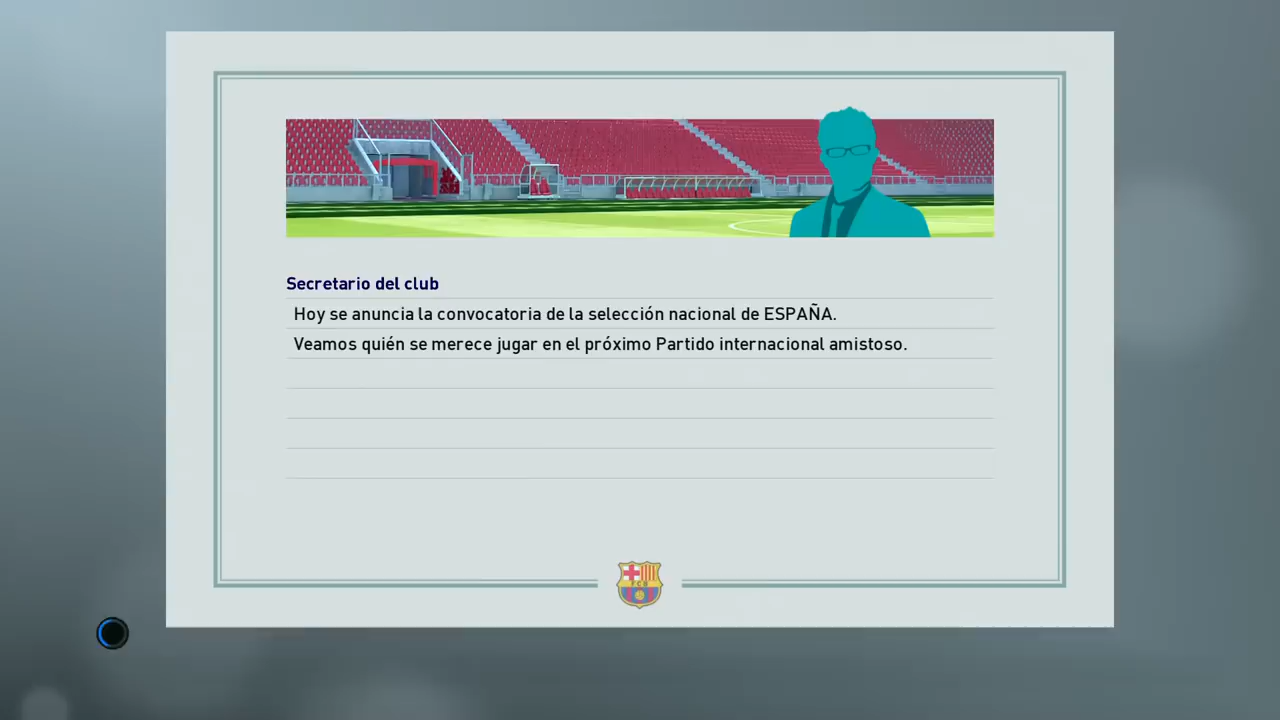 Secretario del club
Hoy se anuncia la convocatoria de la selección nacional de ESPAÑA.
Veamos quién se merece jugar en el próximo Partido internacional amistoso.
FCB